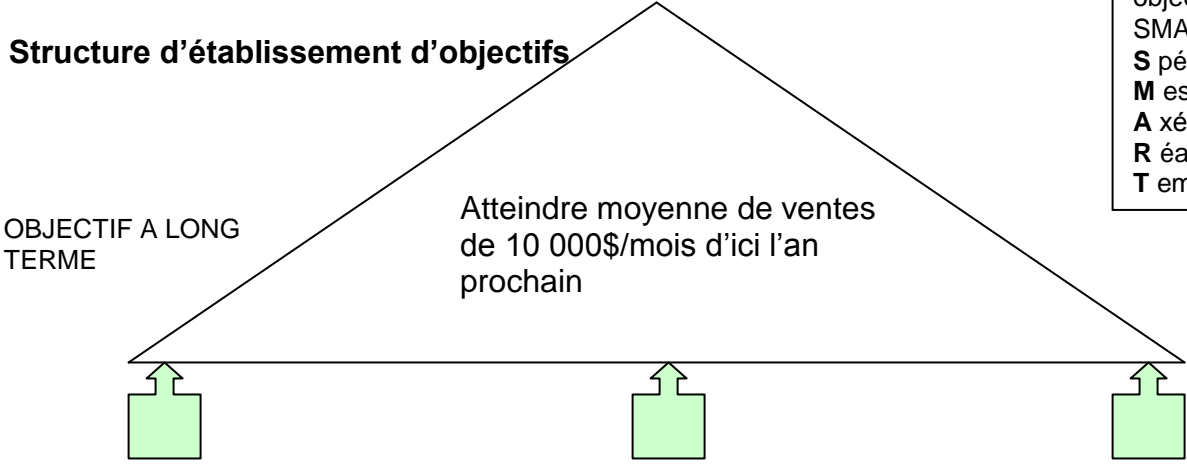 Structure d'établissement d'objectifs
SMA
S pé
M es
A xé
R éa
T em
OBJECTIF A LONG
TERME
Atteindre moyenne de ventes
de 10 000$/mois d'ici l'an
prochain